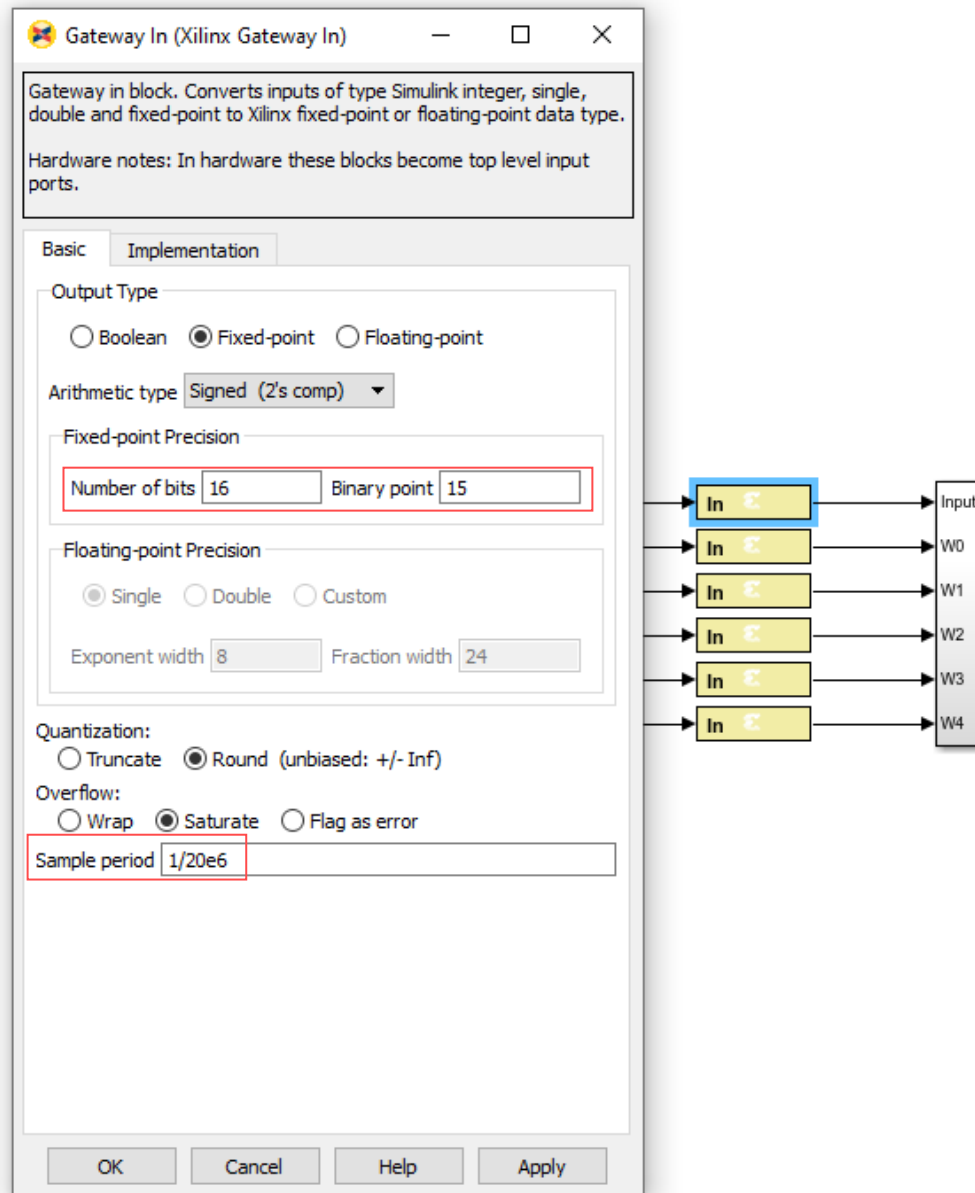 Gateway In (Xilinx Gateway In)
Gateway in block. Converts inputs of type Simulink integer, single,
double and fixed-point to Xilinx fixed-point or floating-point data type.
Hardware notes: In hardware these blocks become top level input
ports.
Basic Implementation
Output Type
Boolean Fixed-point Floating-point
Arithmetic type Signed (2's comp)
Fixed-point Precision
Number of bits 16 Binary point 15
Floating-point Precision
Single Double Custom
Exponent width 8 Fraction width 24
Quantization:
Truncate Round (unbiased: +/- Inf)
Overflow:
Wrap Saturate Flag as error
Sample period 1/20e6
OK Cancel Help Apply
In Input
In W0
In W1
In W2
In W3
In W4